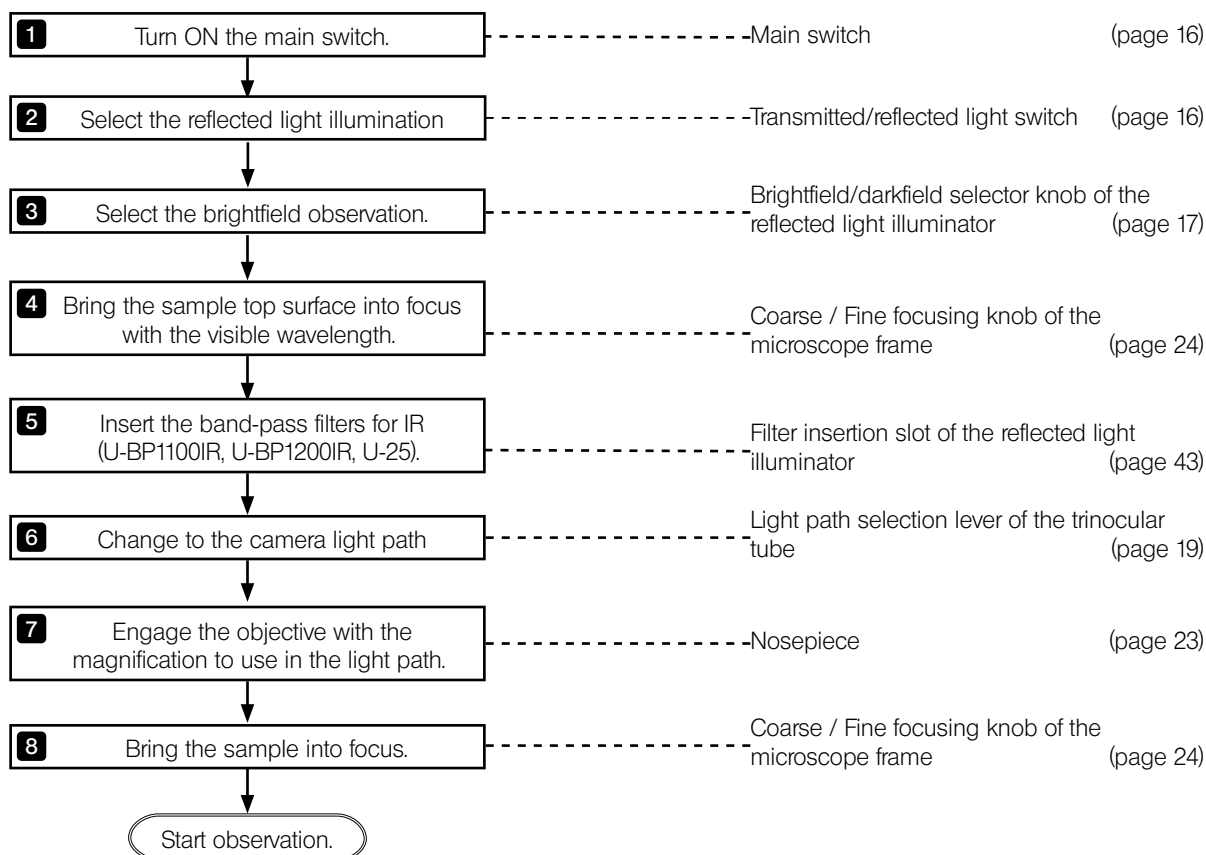 1 Turn ON the main switch.
Main switch (page 16)
2 Select the reflected light illumination
Transmitted/reflected light switch (page 16)
3 Select the brightfield observation.
Brightfield/darkfield selector knob of the
reflected light illuminator (page 17)
4 Bring the sample top surface into focus
with the visible wavelength.
Coarse / Fine focusing knob of the
microscope frame (page 24)
5 Insert the band-pass filters for IR
(U-BP1100IR, U-BP1200IR, U-25).
Filter insertion slot of the reflected light
illuminator (page 43)
6 Change to the camera light path
Light path selection lever of the trinocular
tube (page 19)
7 Engage the objective with the
magnification to use in the light path.
Nosepiece (page 23)
8 Bring the sample into focus.
Coarse / Fine focusing knob of the
microscope frame (page 24)
Start observation.